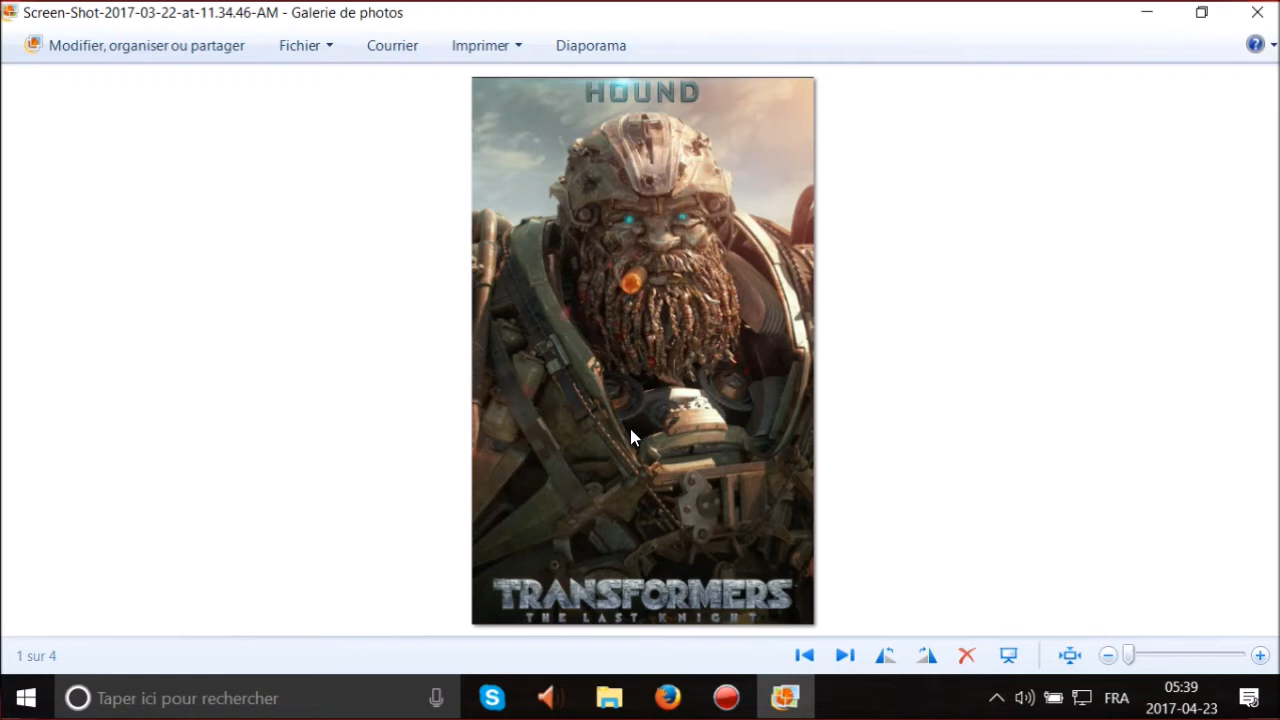 Screen-Shot-2017-03-22-at-11.34.46-AM - Galerie de photos
Modifier, organiser ou partager Fichier Courrier Imprimer Diaporama
HOUND
TRANSFORMERS
THE LAST KNIGHT
1 sur 4
Taper ici pour rechercher
FRA
05:39
2017-04-23